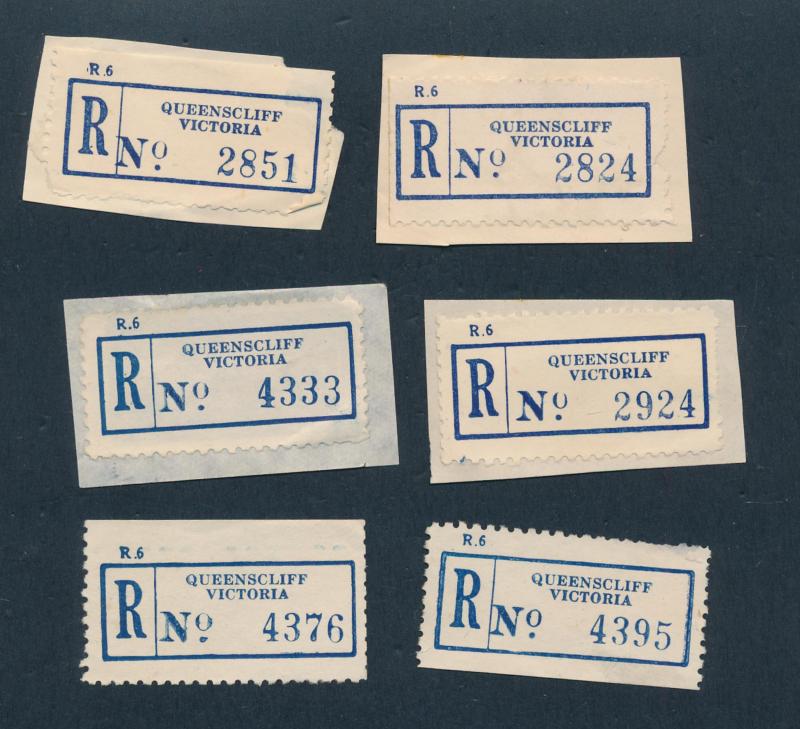 R.6
QUEENSCLIFF
VICTORIA
R Nº 2851
R.6
QUEENSCLIFF
VICTORIA
R Nº 2824
R.6
QUEENSCLIFF
VICTORIA
R Nº 4333
R.6
QUEENSCLIFF
VICTORIA
R Nº 2924
R.6
QUEENSCLIFF
VICTORIA
R Nº 4376
R.6
QUEENSCLIFF
VICTORIA
R Nº 4395